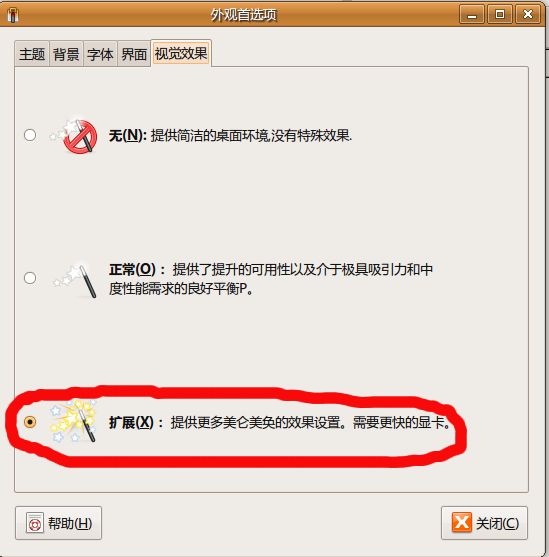 外观首选项
主题 背景 字体 界面 视觉效果
无(N): 提供简洁的桌面环境,没有特殊效果.
正常(O): 提供了提升的可用性以及介于极具吸引力和中
度性能需求的良好平衡P。
扩展(X): 提供更多美仑美奂的效果设置。需要更快的显卡。
帮助(H) 关闭(C)